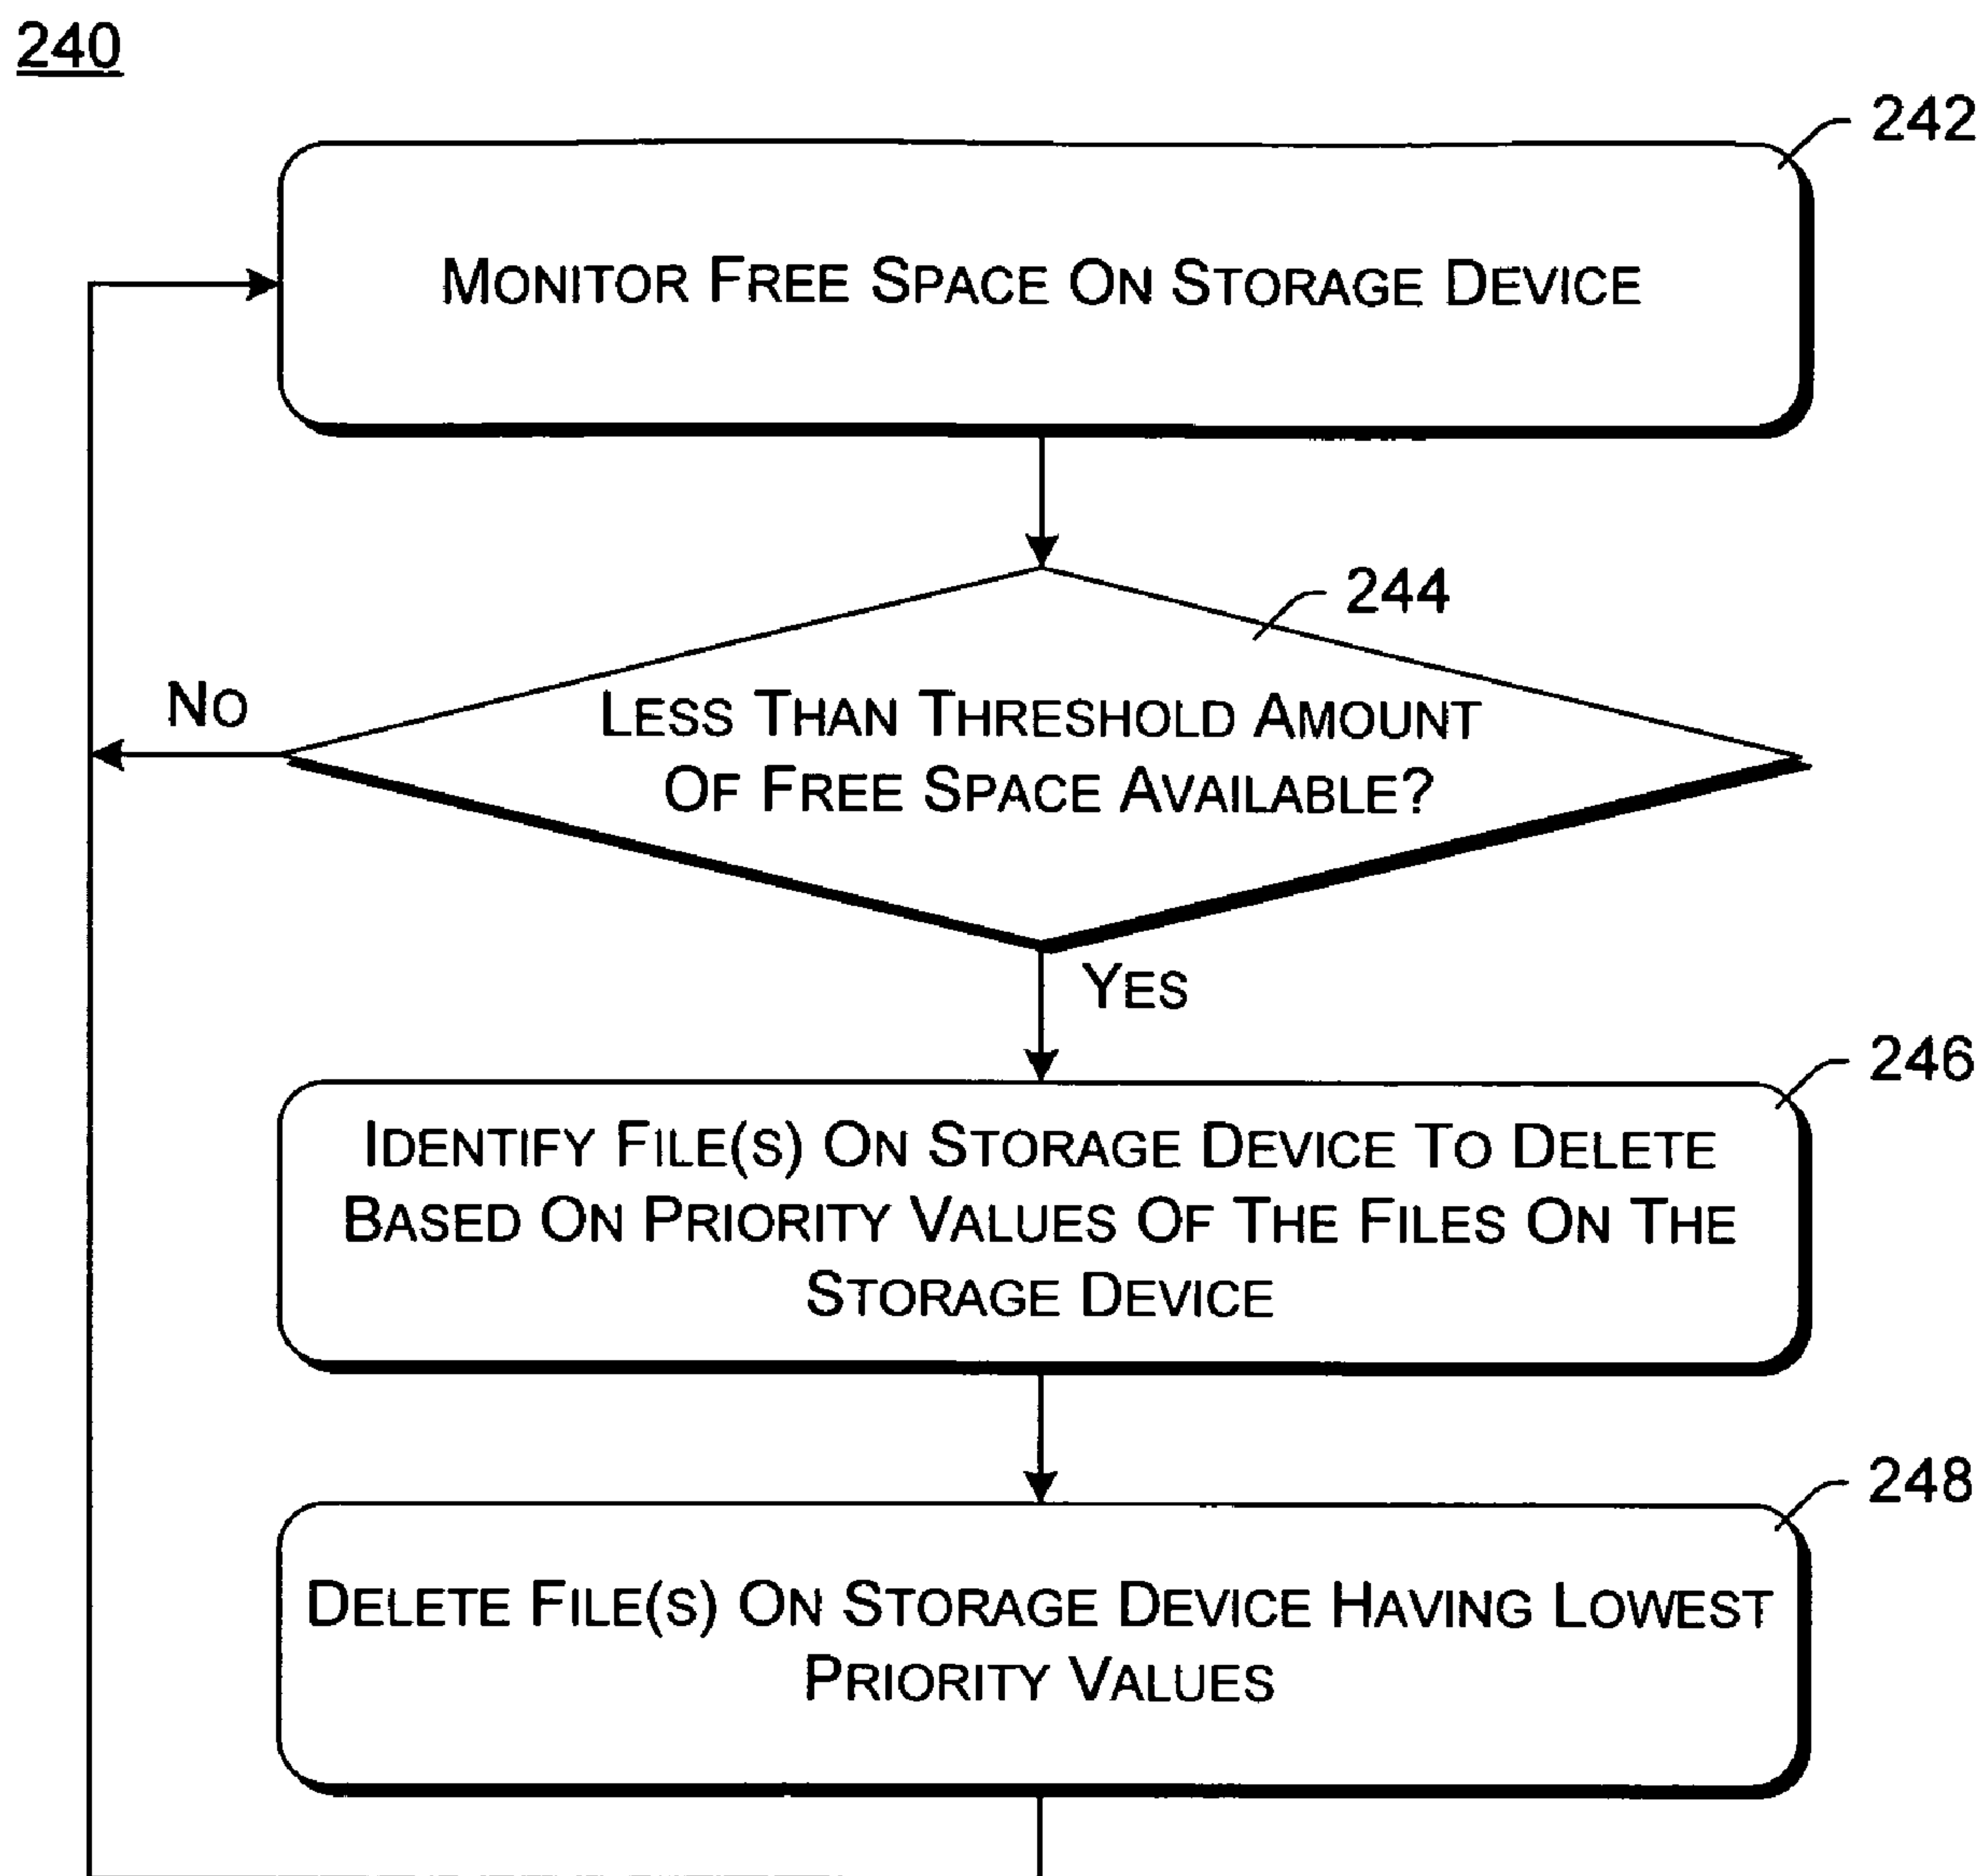 240
242
MONITOR FREE SPACE ON STORAGE DEVICE
244
NO
LESS THAN THRESHOLD AMOUNT
OF FREE SPACE AVAILABLE?
YES
246
IDENTIFY FILE(S) ON STORAGE DEVICE TO DELETE
BASED ON PRIORITY VALUES OF THE FILES ON THE
STORAGE DEVICE
248
DELETE FILE(S) ON STORAGE DEVICE HAVING LOWEST
PRIORITY VALUES